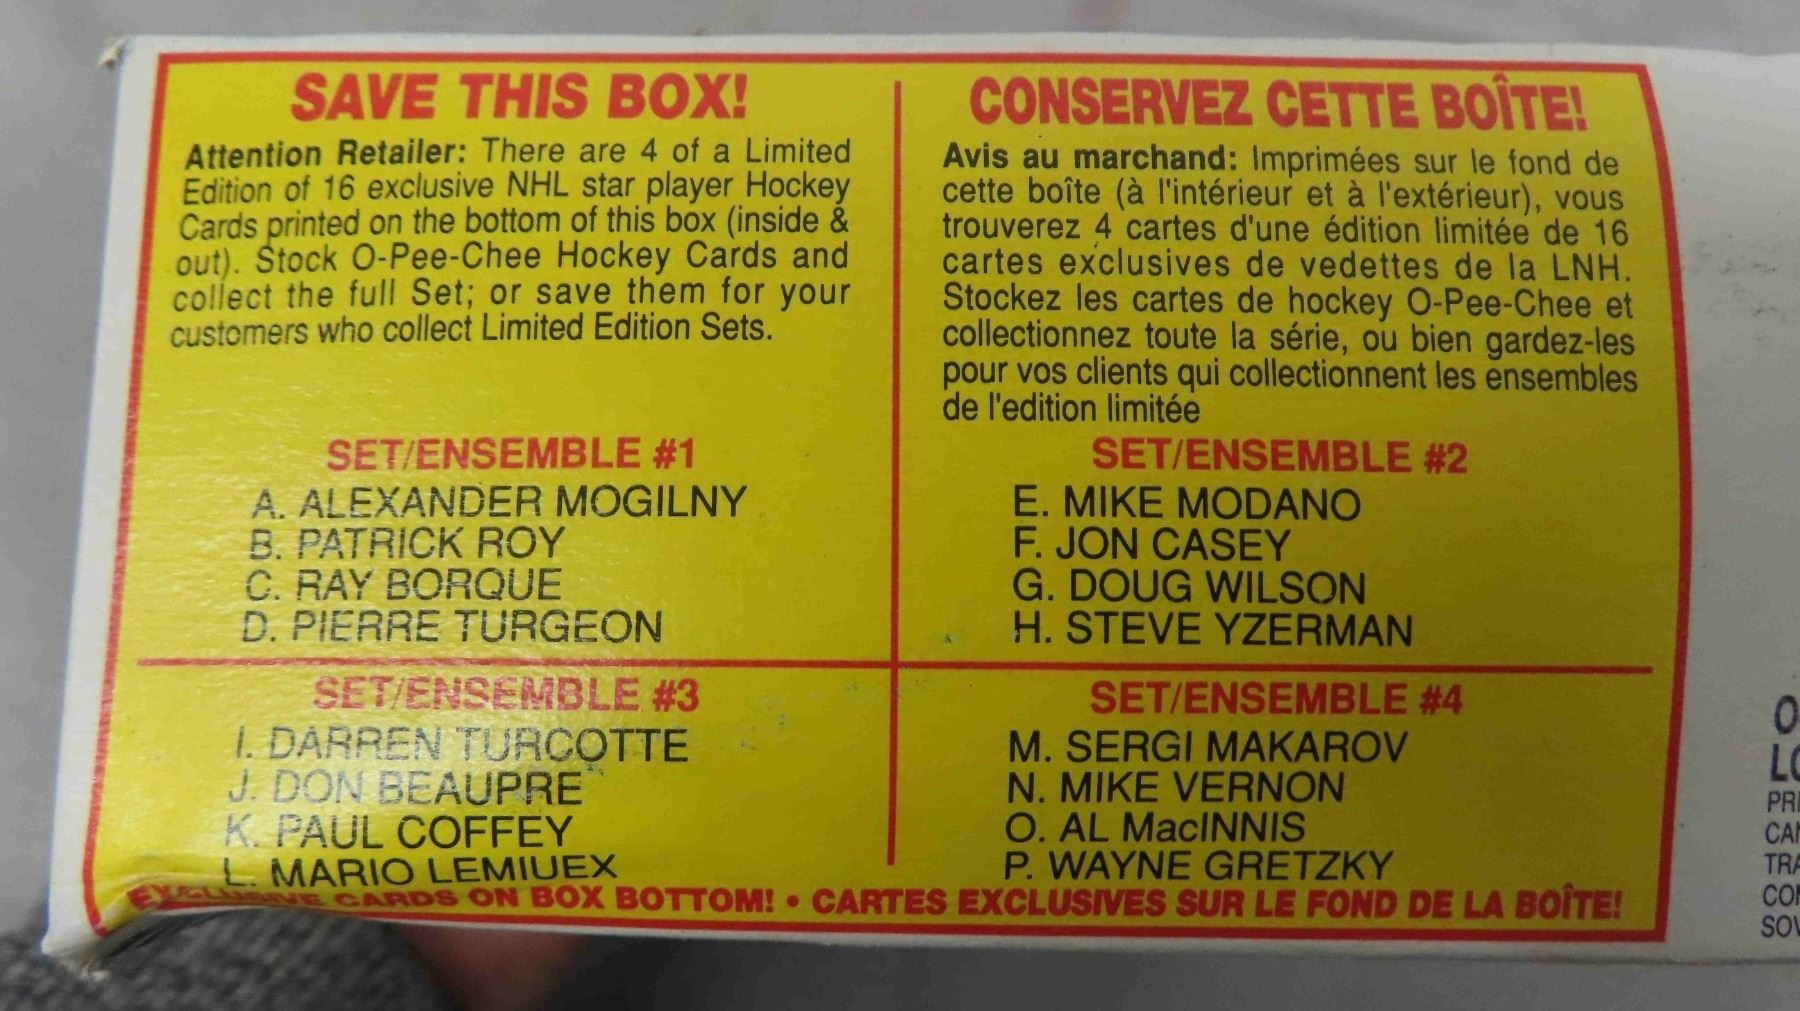 SAVE THIS BOX!
Attention Retailer: There are 4 of a Limited
Edition of 16 exclusive NHL star player Hockey
Cards printed on the bottom of this box (inside &
out). Stock O-Pee-Chee Hockey Cards and
collect the full Set; or save them for your
customers who collect Limited Edition Sets.
CONSERVEZ CETTE BOÎTE!
Avis au marchand: Imprimées sur le fond de
cette boîte (à l'intérieur et à l'extérieur), vous
trouverez 4 cartes d'une édition limitée de 16
cartes exclusives de vedettes de la LNH.
Stockez les cartes de hockey O-Pee-Chee et
collectionnez toute la série, ou bien gardez-les
pour vos clients qui collectionnent les ensembles
de l'edition limitée
SET/ENSEMBLE #1
A. ALEXANDER MOGILNY
B. PATRICK ROY
C. RAY BORQUE
D. PIERRE TURGEON
SET/ENSEMBLE #2
E. MIKE MODANO
F. JON CASEY
G. DOUG WILSON
H. STEVE YZERMAN
SET/ENSEMBLE #3
I. DARREN TURCOTTE
J. DON BEAUPRE
K. PAUL COFFEY
L. MARIO LEMIUEX
SET/ENSEMBLE #4
M. SERGI MAKAROV
N. MIKE VERNON
O. AL MacINNIS
P. WAYNE GRETZKY
EXCLUSIVE CARDS ON BOX BOTTOM! • CARTES EXCLUSIVES SUR LE FOND DE LA BOÎTE!